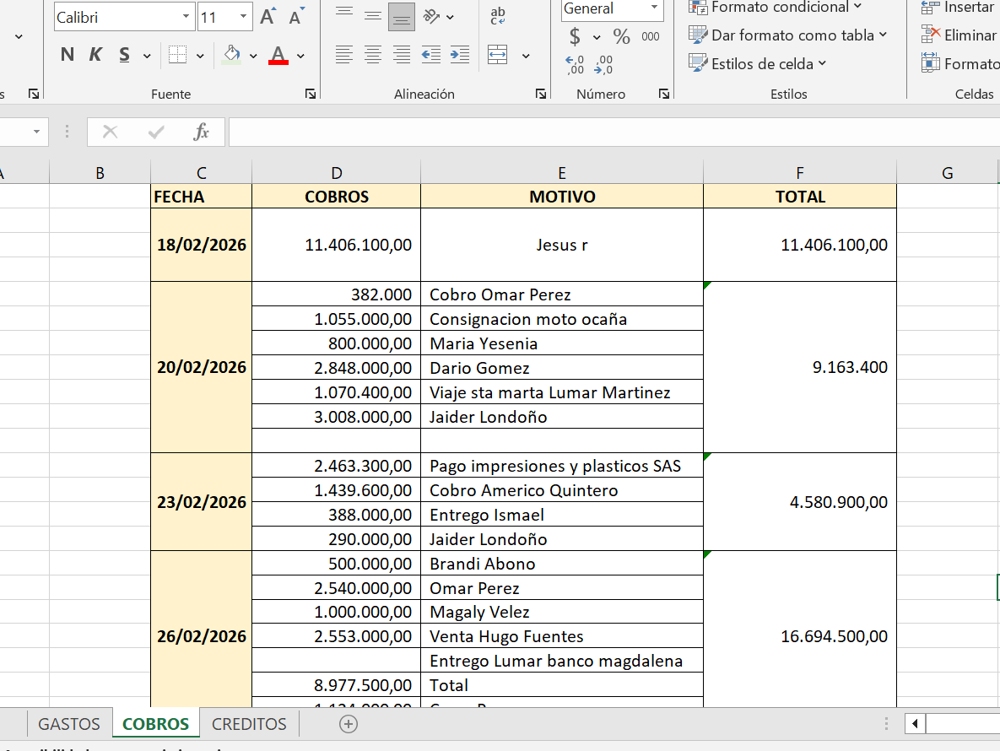 Calibri 11 A A ab c General Formato condicional Insertar
N K S A $ % 000 Dar formato como tabla Eliminar
←,0 ,00 ,00 →,0 Estilos de celda Formato
s Fuente Alineación Número Estilos Celdas
fx
A B C D E F G
FECHA COBROS MOTIVO TOTAL
18/02/2026 11.406.100,00 Jesus r 11.406.100,00
382.000 Cobro Omar Perez
1.055.000,00 Consignacion moto ocaña
800.000,00 Maria Yesenia
20/02/2026 2.848.000,00 Dario Gomez 9.163.400
1.070.400,00 Viaje sta marta Lumar Martinez
3.008.000,00 Jaider Londoño
2.463.300,00 Pago impresiones y plasticos SAS
23/02/2026 1.439.600,00 Cobro Americo Quintero 4.580.900,00
388.000,00 Entrego Ismael
290.000,00 Jaider Londoño
500.000,00 Brandi Abono
2.540.000,00 Omar Perez
1.000.000,00 Magaly Velez
26/02/2026 2.553.000,00 Venta Hugo Fuentes 16.694.500,00
Entrego Lumar banco magdalena
8.977.500,00 Total
GASTOS COBROS CREDITOS